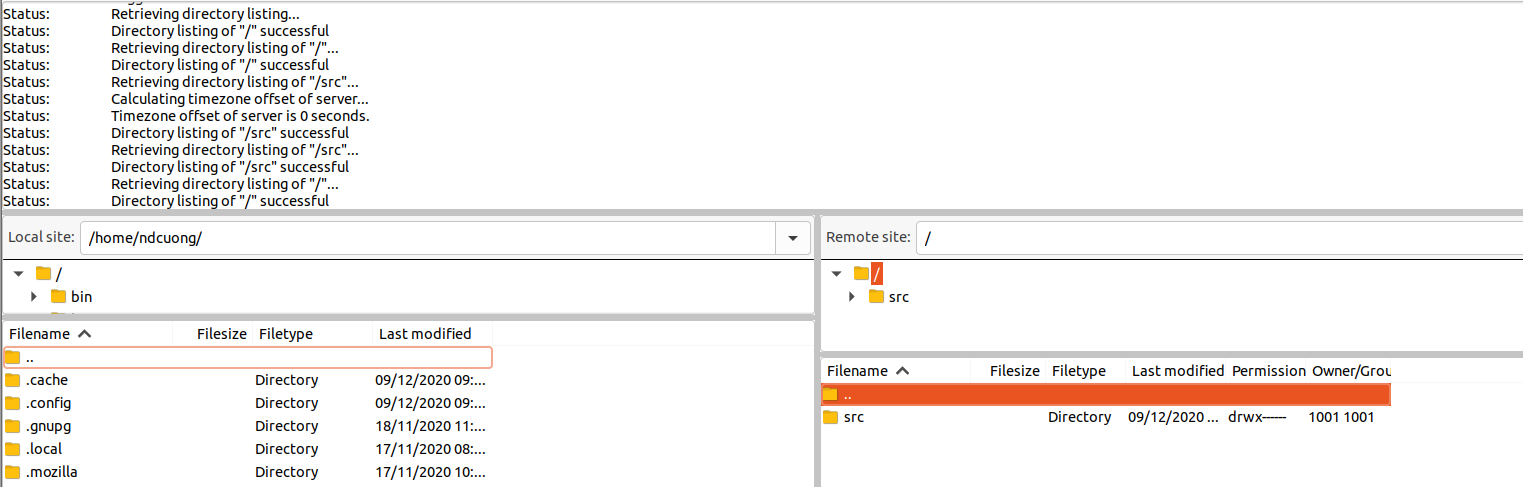 Status: Retrieving directory listing...
Status: Directory listing of "/" successful
Status: Retrieving directory listing of "/"...
Status: Directory listing of "/" successful
Status: Retrieving directory listing of "/src"...
Status: Calculating timezone offset of server...
Status: Timezone offset of server is 0 seconds.
Status: Directory listing of "/src" successful
Status: Retrieving directory listing of "/src"...
Status: Directory listing of "/src" successful
Status: Retrieving directory listing of "/"...
Status: Directory listing of "/" successful
Local site: /home/ndcuong/
/
bin
Filename Filesize Filetype Last modified
..
.cache Directory 09/12/2020 09:...
.config Directory 09/12/2020 09:...
.gnupg Directory 18/11/2020 11:...
.local Directory 17/11/2020 08:...
.mozilla Directory 17/11/2020 10:...
Remote site: /
/
src
Filename Filesize Filetype Last modified Permission Owner/Grou
..
src Directory 09/12/2020 ... drwx------ 1001 1001